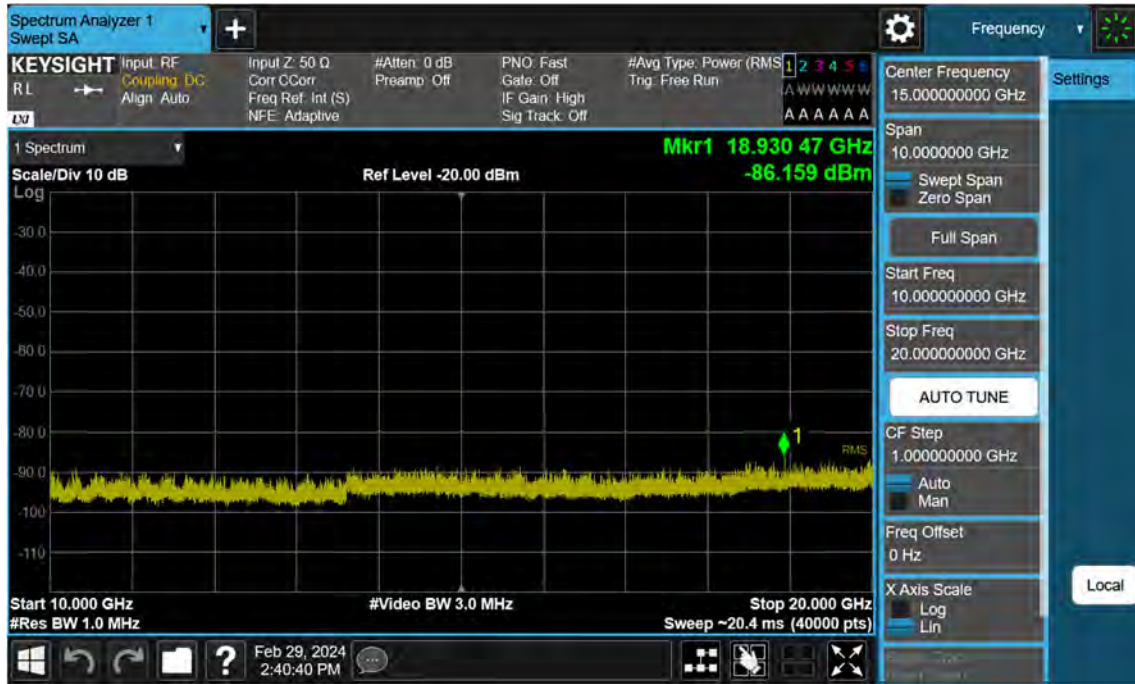 Spectrum Analyzer 1
Swept SA
Frequency
KEYSIGHT
RL
LXI
Input: RF
Coupling: DC
Align: Auto
Input Z: 50 Ω
Corr CCorr
Freq Ref: Int (S)
NFE: Adaptive
#Atten: 0 dB
Preamp: Off
PNO: Fast
Gate: Off
IF Gain: High
Sig Track: Off
#Avg Type: Power (RMS
Trig: Free Run
1 2 3 4 5 6
A W W W W W
A A A A A A
1 Spectrum
Mkr1 18.930 47 GHz
Scale/Div 10 dB
Ref Level -20.00 dBm
-86.159 dBm
Log
-30.0
-40.0
-50.0
-60.0
-70.0
-80.0
1
RMS
-90.0
-100
-110
Start 10.000 GHz
#Video BW 3.0 MHz
Stop 20.000 GHz
#Res BW 1.0 MHz
Sweep ~20.4 ms (40000 pts)
Feb 29, 2024
2:40:40 PM
Center Frequency
15.000000000 GHz
Span
10.0000000 GHz
Swept Span
Zero Span
Full Span
Start Freq
10.000000000 GHz
Stop Freq
20.000000000 GHz
AUTO TUNE
CF Step
1.000000000 GHz
Auto
Man
Freq Offset
0 Hz
X Axis Scale
Log
Lin
Settings
Local